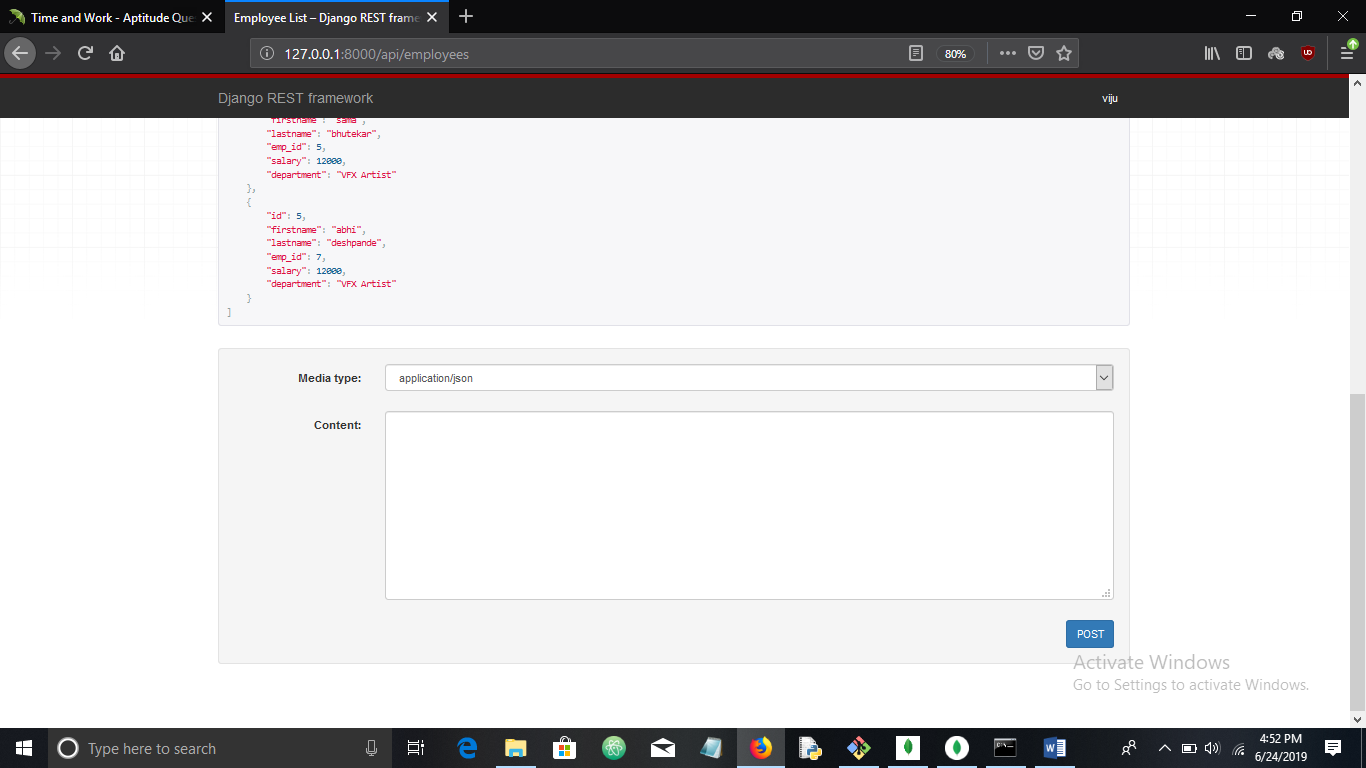 Time and Work - Aptitude Que
Employee List – Django REST frame
127.0.0.1:8000/api/employees
80%
Django REST framework
viju
"firstname": "sama",
"lastname": "bhutekar",
"emp_id": 5,
"salary": 12000,
"department": "VFX Artist"
},
{
"id": 5,
"firstname": "abhi",
"lastname": "deshpande",
"emp_id": 7,
"salary": 12000,
"department": "VFX Artist"
}
]
Media type:
application/json
Content:
POST
Activate Windows
Go to Settings to activate Windows.
Type here to search
4:52 PM
6/24/2019